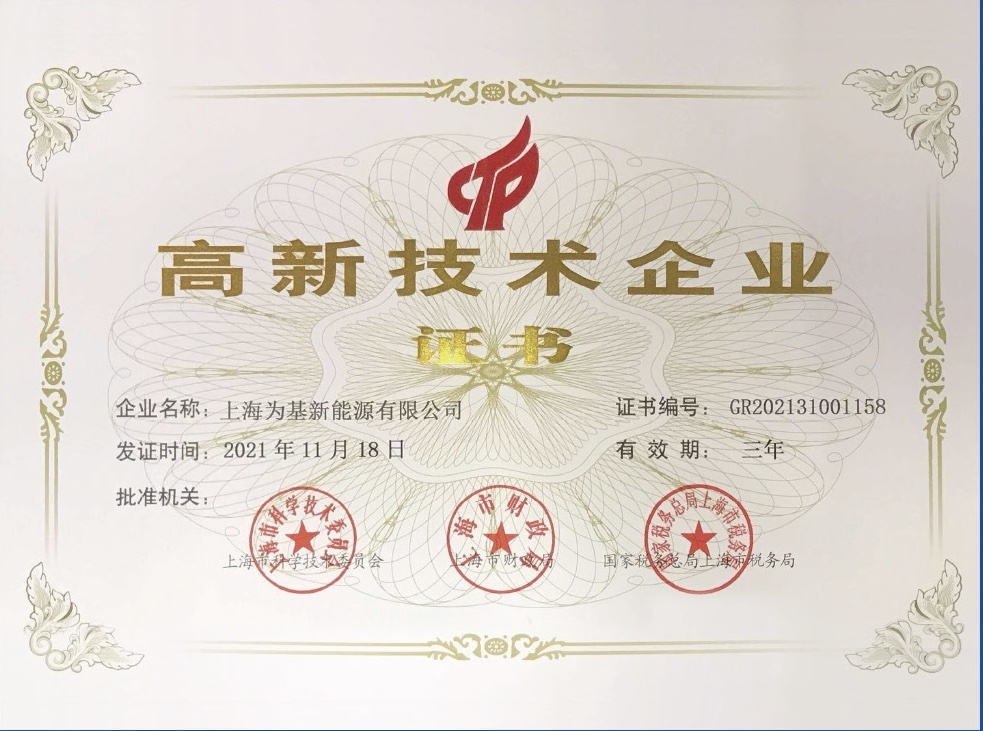 高新技术企业
证书
企业名称：上海为基新能源有限公司
证书编号： GR202131001158
发证时间：2021 年 11 月 18 日
有 效 期： 三年
批准机关：
上海市科学技术委员会
上海市财政局
国家税务总局上海市税务局
上海市科学技术委员会
上海市财政局
国家税务总局上海市税务局